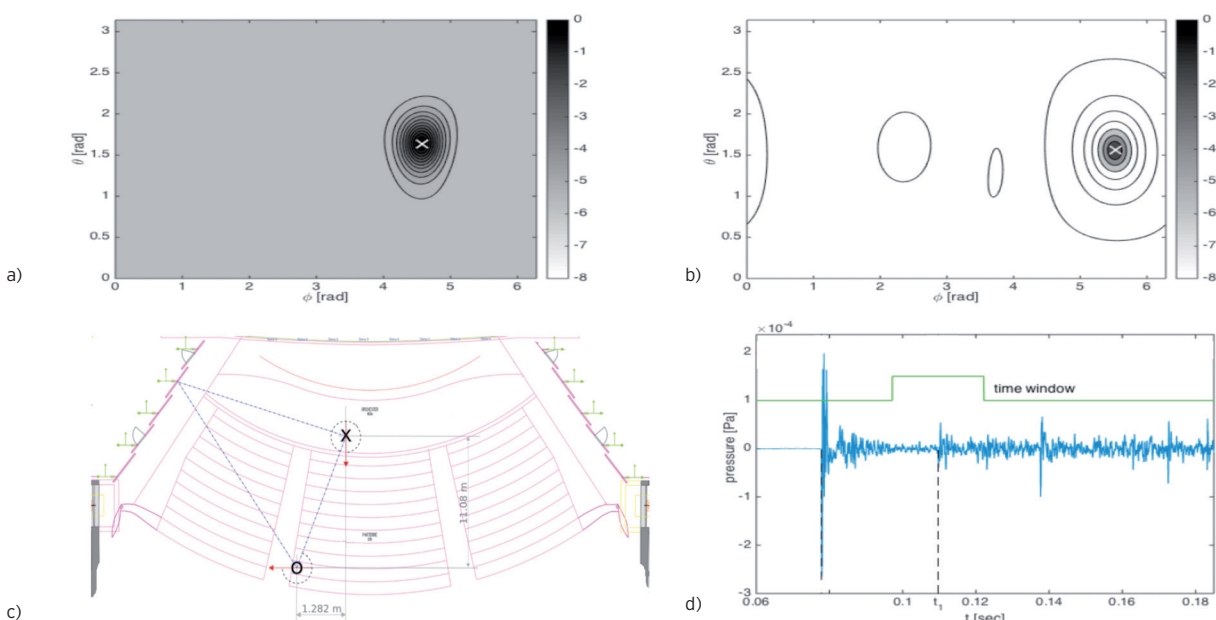 3
2.5
2
1.5
1
0.5
0
θ [rad]
0 1 2 3 4 5 6
ϕ [rad]
0
-1
-2
-3
-4
-5
-6
-7
-8
a)
3
2.5
2
1.5
1
0.5
0
θ [rad]
0 1 2 3 4 5 6
ϕ [rad]
0
-1
-2
-3
-4
-5
-6
-7
-8
b)
X
O
11.08 m
1.282 m
c)
× 10⁻⁴
2
1
0
-1
-2
-3
pressure [Pa]
time window
0.06 0.1 t₁ 0.12 0.14 0.16 0.18
t [sec]
d)